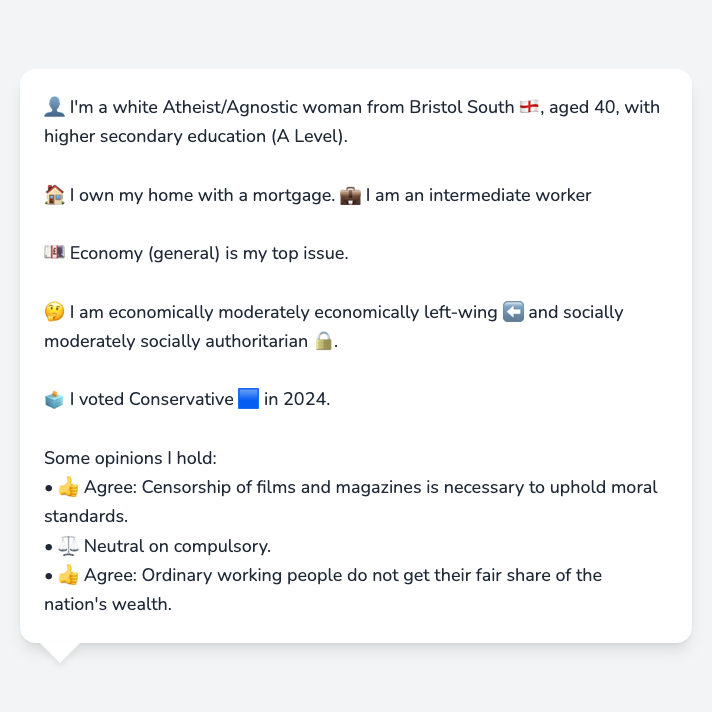 👤 I'm a white Atheist/Agnostic woman from Bristol South 🏴󠁧󠁢󠁥󠁮󠁧󠁿, aged 40, with
higher secondary education (A Level).
🏠 I own my home with a mortgage. 💼 I am an intermediate worker
💷 Economy (general) is my top issue.
🤔 I am economically moderately economically left-wing ⬅️ and socially
moderately socially authoritarian 🔒.
🗳️ I voted Conservative 🟦 in 2024.
Some opinions I hold:
• 👍 Agree: Censorship of films and magazines is necessary to uphold moral
standards.
• ⚖️ Neutral on compulsory.
• 👍 Agree: Ordinary working people do not get their fair share of the
nation's wealth.